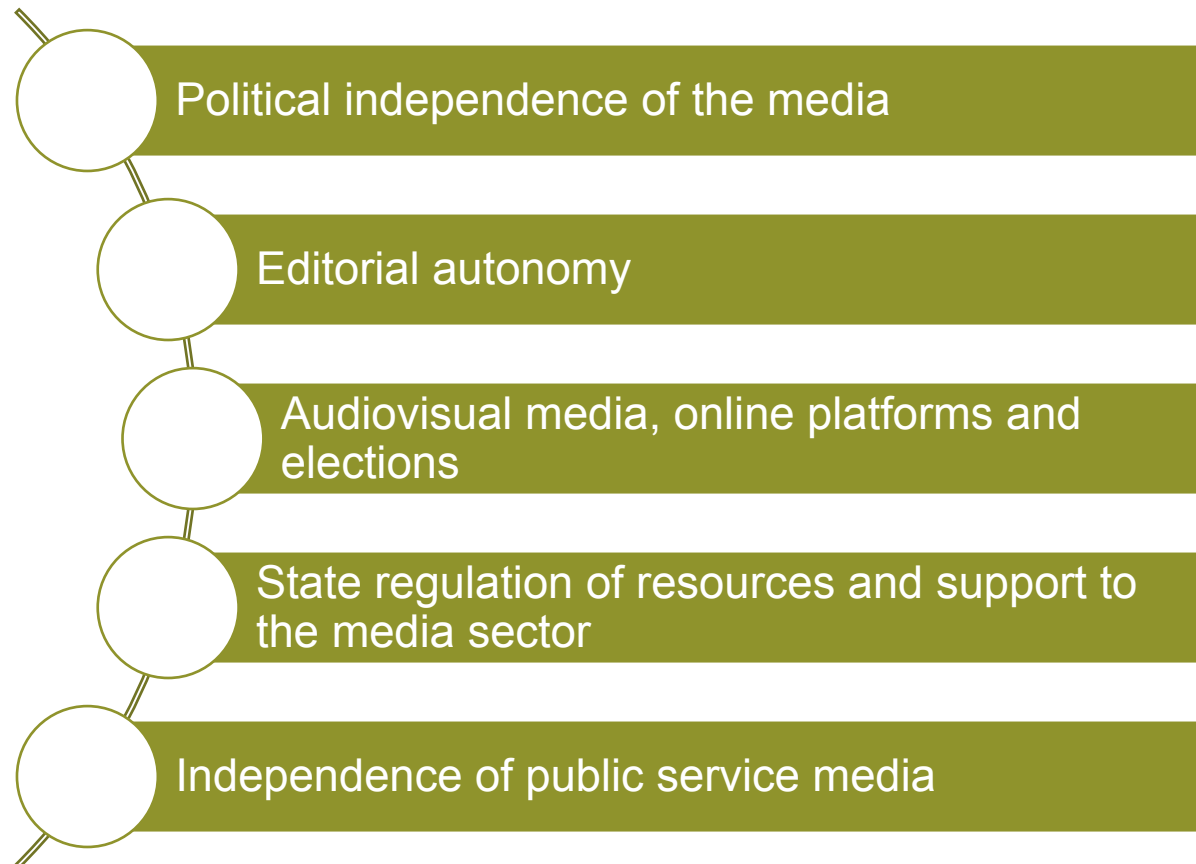 Political independence of the media
Editorial autonomy
Audiovisual media, online platforms and
elections
State regulation of resources and support to
the media sector
Independence of public service media